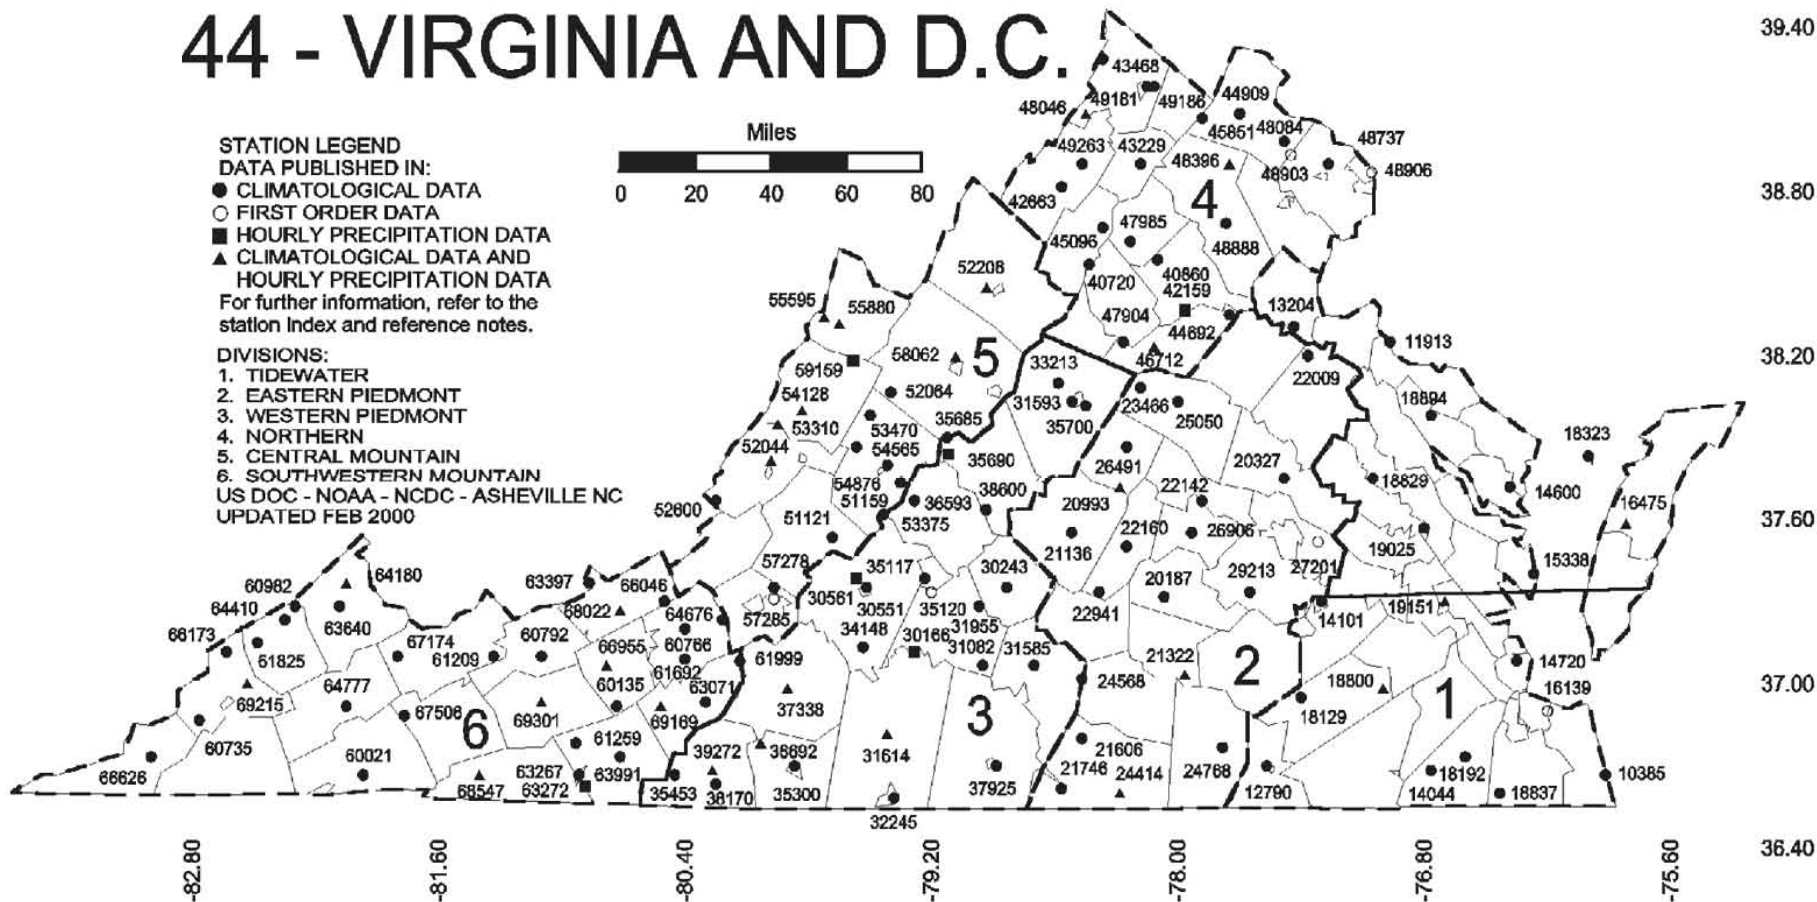 44 - VIRGINIA AND D.C.
39.40
STATION LEGEND
DATA PUBLISHED IN:
CLIMATOLOGICAL DATA
FIRST ORDER DATA
HOURLY PRECIPITATION DATA
CLIMATOLOGICAL DATA AND
HOURLY PRECIPITATION DATA
For further information, refer to the
station Index and reference notes.
DIVISIONS:
1. TIDEWATER
2. EASTERN PIEDMONT
3. WESTERN PIEDMONT
4. NORTHERN
5. CENTRAL MOUNTAIN
6. SOUTHWESTERN MOUNTAIN
US DOC - NOAA - NCDC - ASHEVILLE NC
UPDATED FEB 2000
Miles
0 20 40 60 80
43468
48046 49181 49186 44909
45851 48084 48737
49263 43229 48396 48903 48906
38.80
42663 4
45096 47985 48888
52208 40720 40860
42159
55595 55880 47904 44692 13204
46712 11913
38.20
59159 58062 5 33213 22009
54128 52064 31593 23466 25050 18894
53310 53470 35685 35700
52044 54565 35690 26491 20327 18323
54876 38600 20993 22142 18829 14600 16475
52600 51159 36593
51121 53375 22160 26906
37.60
21136 19025
57278 35117 30243 27201 15338
60982 64180 63397 66046 20187 29213
64410 68022 64676 30561 30551 35120 22941 19151
63640 57285 31955 14101
66173 67174 60792 66955 60766 34148 30166
61825 61209 61692 61999 31082 31585 21322 2 14720
64777 60135 63071 24568 18800 16139
37.00
69215 67506 6 69301 69169 37338 3 1
60735 61259 18129
39272 38692 31614 21606
66626 60021 63267 63991 21746 24768 18192 10385
63272 24414
68547 35453 38170 35300 37925 12790 14044 18837
32245
36.40
-82.80 -81.60 -80.40 -79.20 -78.00 -76.80 -75.60